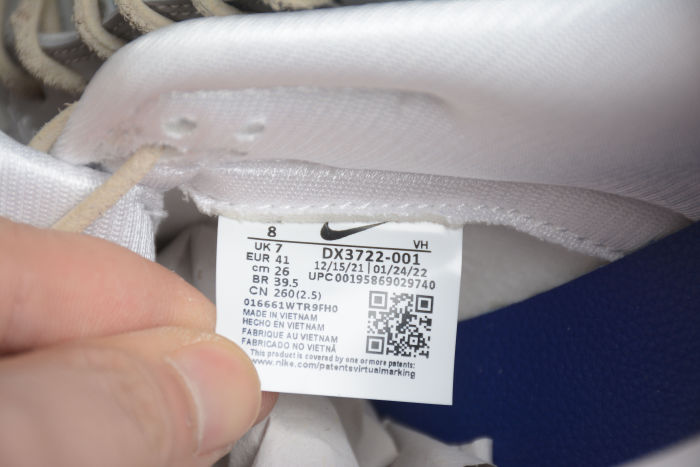 8 VH
UK 7 DX3722-001
EUR 41 12/15/21 | 01/24/22
cm 26 UPC00195869029740
BR 39.5
CN 260(2.5)
016661WTR9FH0
MADE IN VIETNAM
HECHO EN VIETNAM
FABRIQUE AU VIETNAM
FABRICADO NO VIETNÃ
This product is covered by one or more patents:
www.nike.com/patentsvirtualmarking